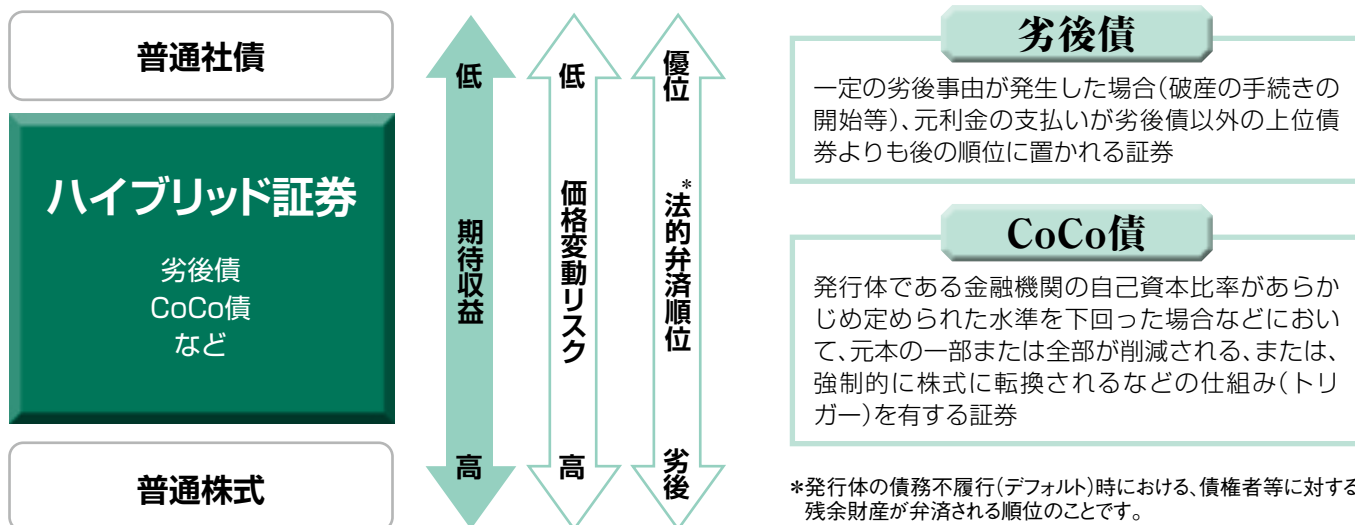 普通社債
ハイブリッド証券
劣後債
CoCo債
など
普通株式
低
期待収益
高
低
価格変動リスク
高
優位
*法的弁済順位
劣後
劣後債
一定の劣後事由が発生した場合(破産の手続きの
開始等)、元利金の支払いが劣後債以外の上位債
券よりも後の順位に置かれる証券
CoCo債
発行体である金融機関の自己資本比率があらか
じめ定められた水準を下回った場合などにおい
て、元本の一部または全部が削減される、または、
強制的に株式に転換されるなどの仕組み(トリ
ガー)を有する証券
*発行体の債務不履行(デフォルト)時における、債権者等に対する
残余財産が弁済される順位のことです。